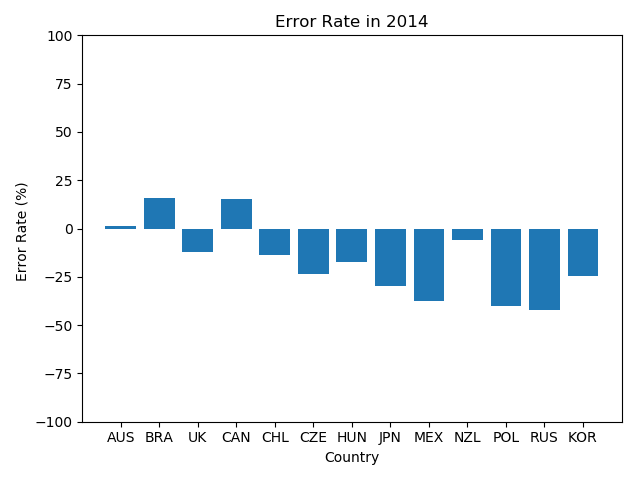 Error Rate in 2014
100
75
50
25
0
−25
−50
−75
−100
Error Rate (%)
AUS BRA UK CAN CHL CZE HUN JPN MEX NZL POL RUS KOR
Country